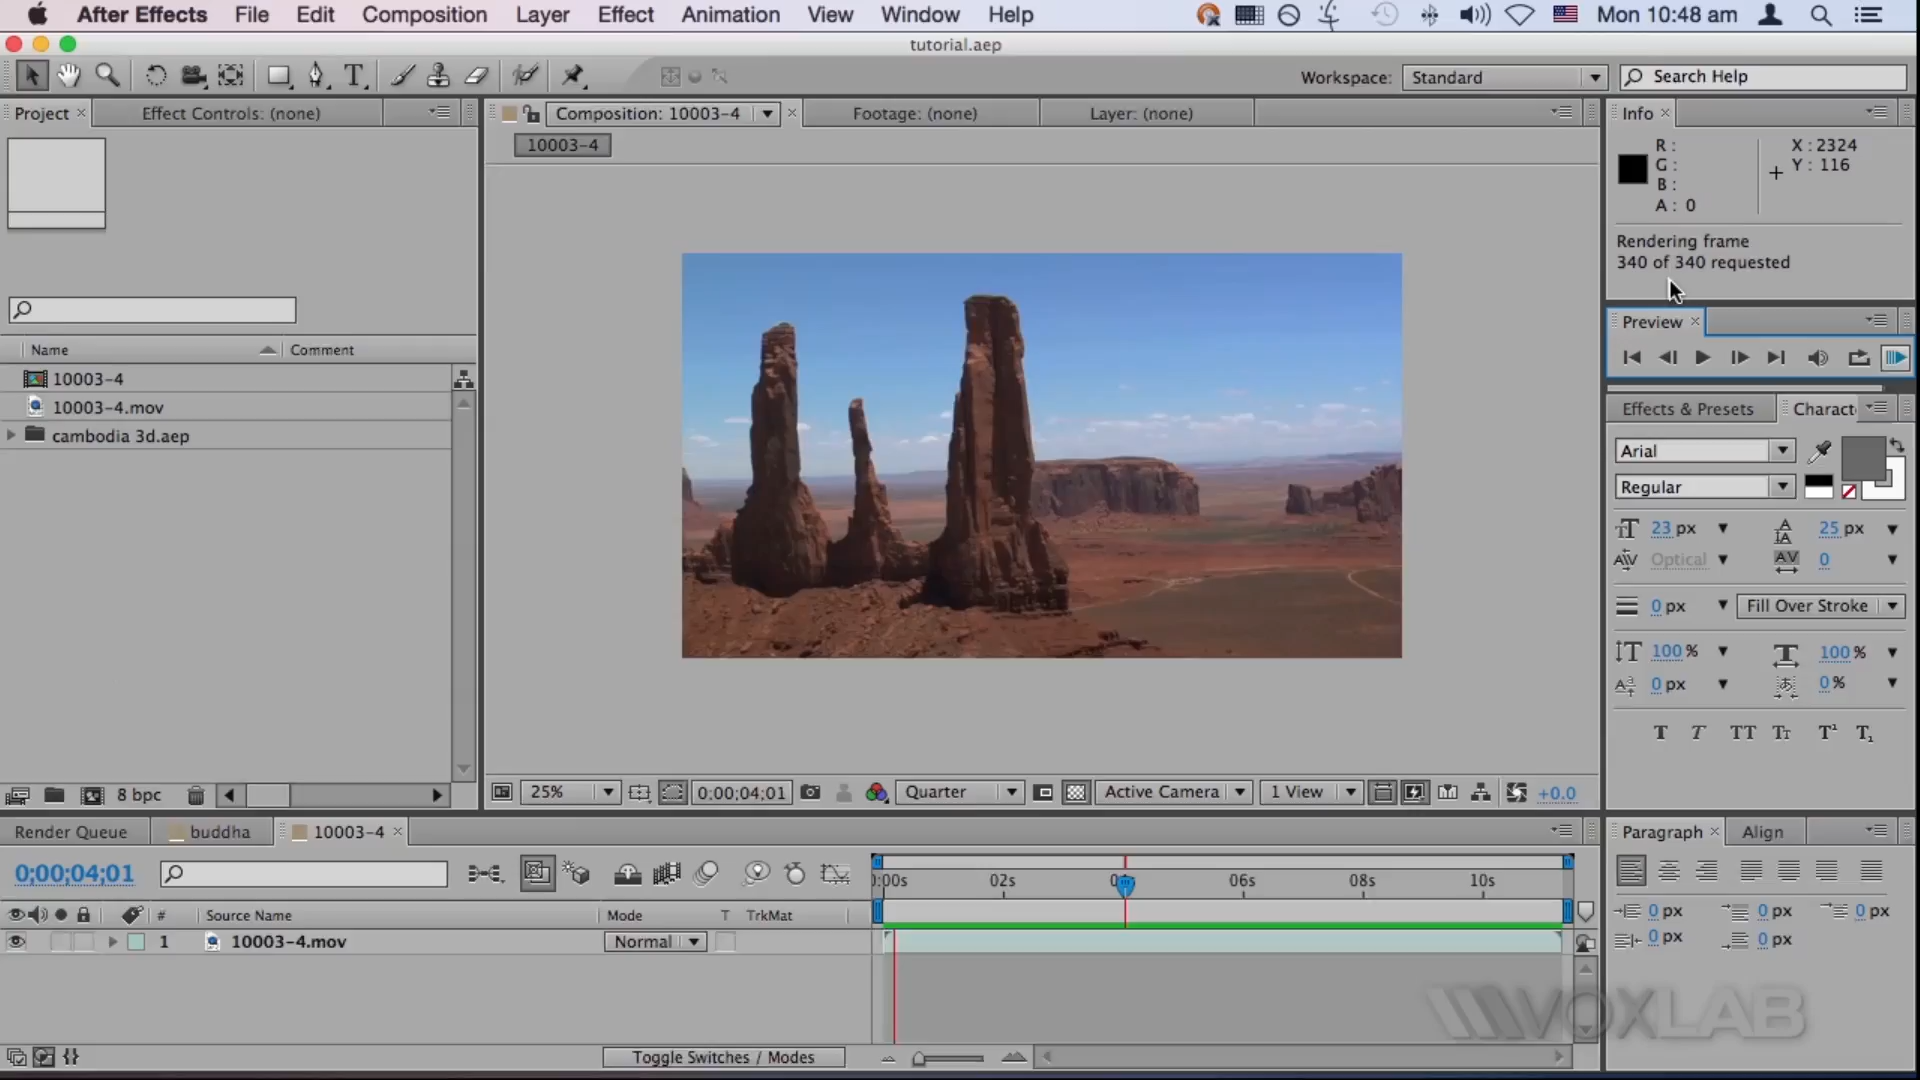 After Effects File Edit Composition Layer Effect Animation View Window Help Mon 10:48 am
tutorial.aep
Workspace: Standard Search Help
Project Effect Controls: (none) Composition: 10003-4 Footage: (none) Layer: (none) Info
10003-4
R : X : 2324
G : Y : 116
B :
A : 0
Rendering frame
340 of 340 requested
Preview
Name Comment
10003-4
10003-4.mov
cambodia 3d.aep
Effects & Presets Charact
Arial
Regular
23 px 25 px
Optical 0
0 px Fill Over Stroke
100 % 100 %
0 px 0 %
T T TT Tt T¹ T₁
8 bpc 25% 0;00;04;01 Quarter Active Camera 1 View +0.0
Render Queue buddha 10003-4 Paragraph Align
0;00;04;01 :00s 02s 06s 08s 10s
# Source Name Mode T TrkMat
1 10003-4.mov Normal
0 px 0 px 0 px
0 px 0 px
VOXLAB
Toggle Switches / Modes